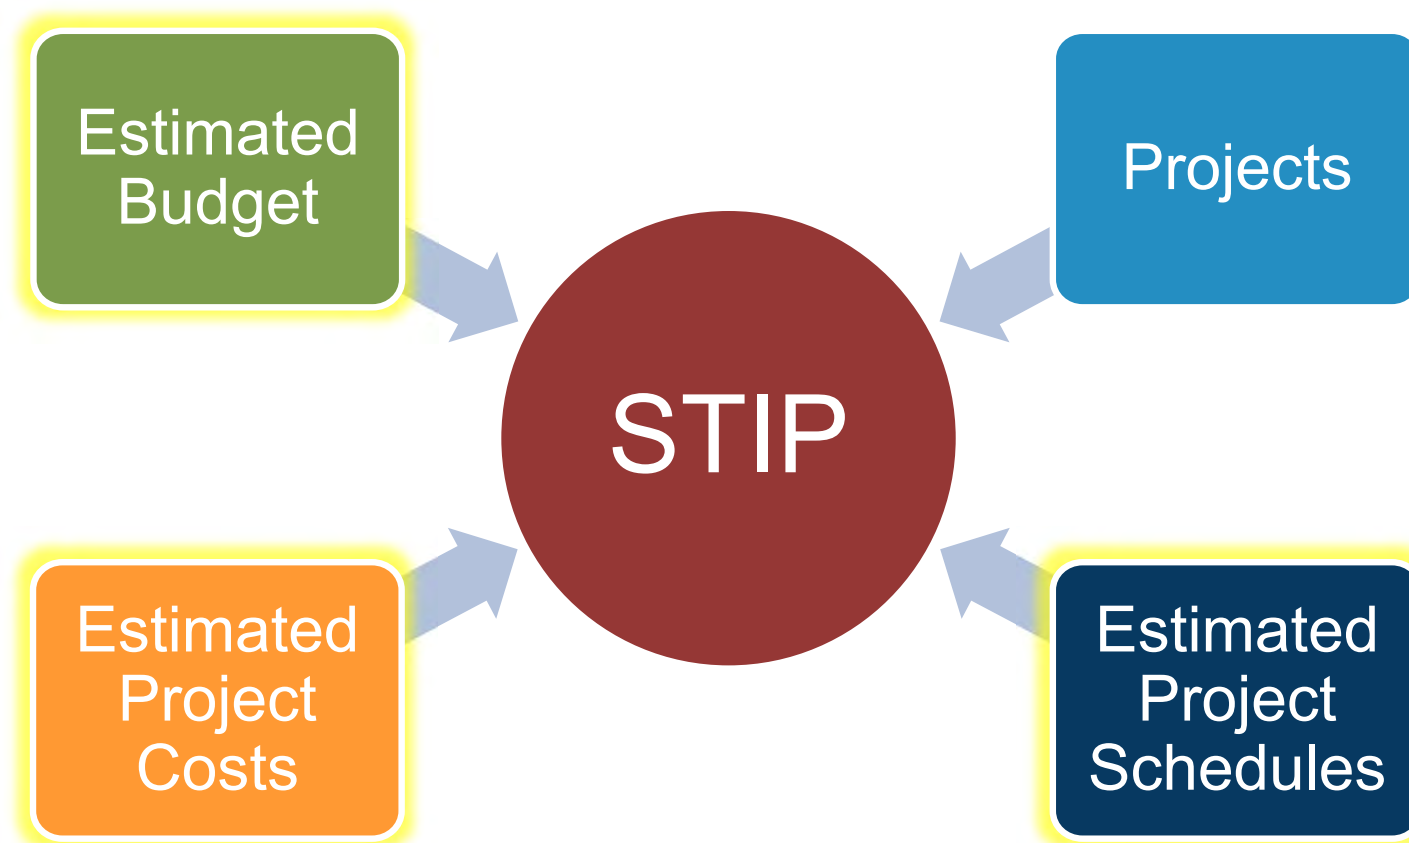 Estimated
Budget
Projects
STIP
Estimated
Project
Costs
Estimated
Project
Schedules